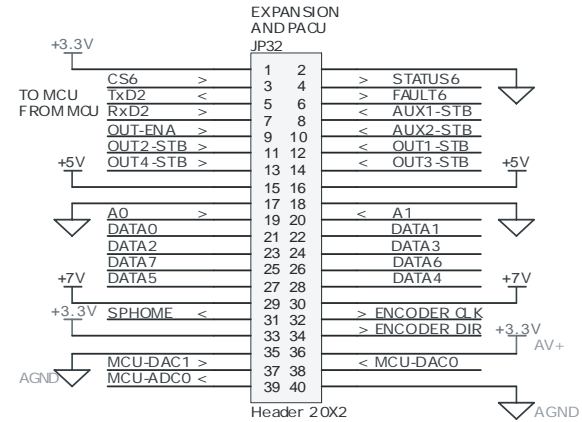 EXPANSION
AND PACU
JP32
+3.3V
1 2
CS6 > 3 4 > STATUS6
TO MCU TxD2 < 5 6 > FAULT6
FROM MCU RxD2 > 7 8 < AUX1-STB
OUT-ENA > 9 10 < AUX2-STB
OUT2-STB > 11 12 < OUT1-STB
+5V OUT4-STB > 13 14 < OUT3-STB +5V
15 16
17 18
A0 > 19 20 < A1
DATA0 21 22 DATA1
DATA2 23 24 DATA3
DATA7 25 26 DATA6
+7V DATA5 27 28 DATA4 +7V
29 30
+3.3V SPHOME < 31 32 > ENCODER CLK
33 34 > ENCODER DIR +3.3V
35 36 AV+
AGND MCU-DAC1 > 37 38 < MCU-DAC0
MCU-ADC0 < 39 40
Header 20X2 AGND